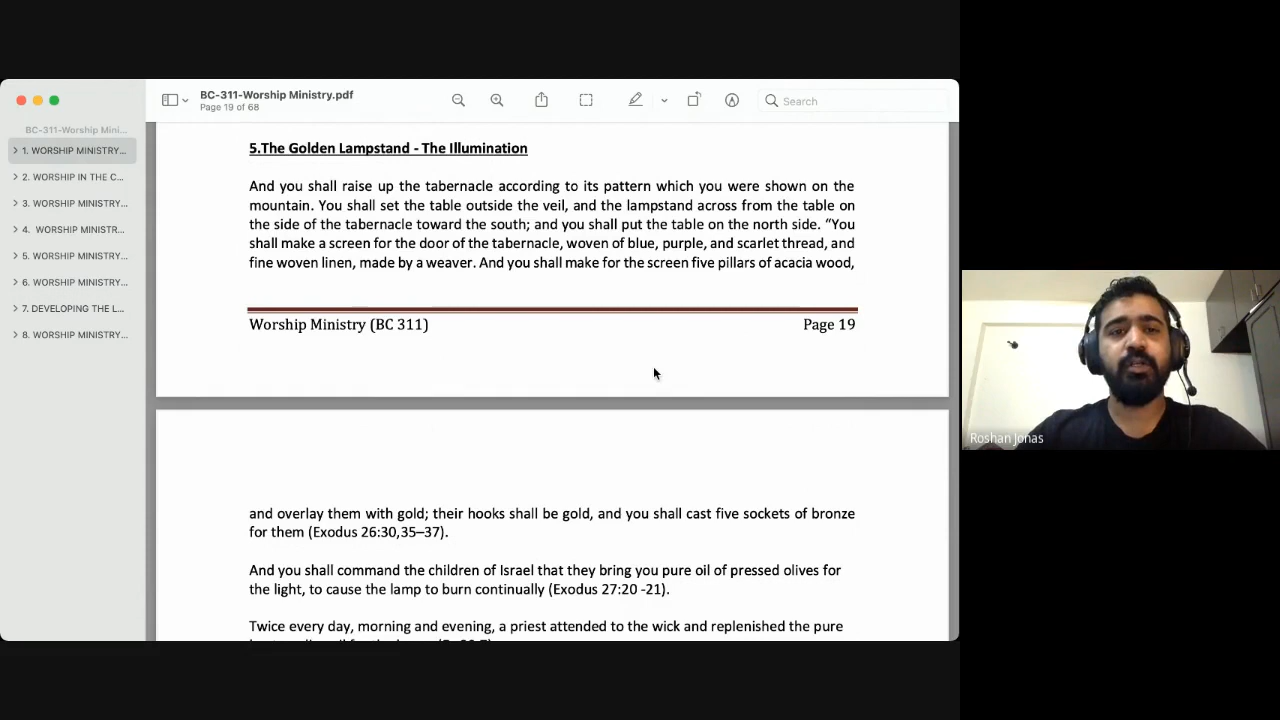 BC-311-Worship Ministry.pdf
Page 19 of 68
Search
BC-311-Worship Mini...
1. WORSHIP MINISTRY...
2. WORSHIP IN THE C...
3. WORSHIP MINISTRY...
4. WORSHIP MINISTR...
5. WORSHIP MINISTRY...
6. WORSHIP MINISTRY...
7. DEVELOPING THE L...
8. WORSHIP MINISTRY...
5.The Golden Lampstand - The Illumination
And you shall raise up the tabernacle according to its pattern which you were shown on the
mountain. You shall set the table outside the veil, and the lampstand across from the table on
the side of the tabernacle toward the south; and you shall put the table on the north side. “You
shall make a screen for the door of the tabernacle, woven of blue, purple, and scarlet thread, and
fine woven linen, made by a weaver. And you shall make for the screen five pillars of acacia wood,
Worship Ministry (BC 311)
Page 19
and overlay them with gold; their hooks shall be gold, and you shall cast five sockets of bronze
for them (Exodus 26:30,35–37).
And you shall command the children of Israel that they bring you pure oil of pressed olives for
the light, to cause the lamp to burn continually (Exodus 27:20 -21).
Twice every day, morning and evening, a priest attended to the wick and replenished the pure
Roshan Jonas